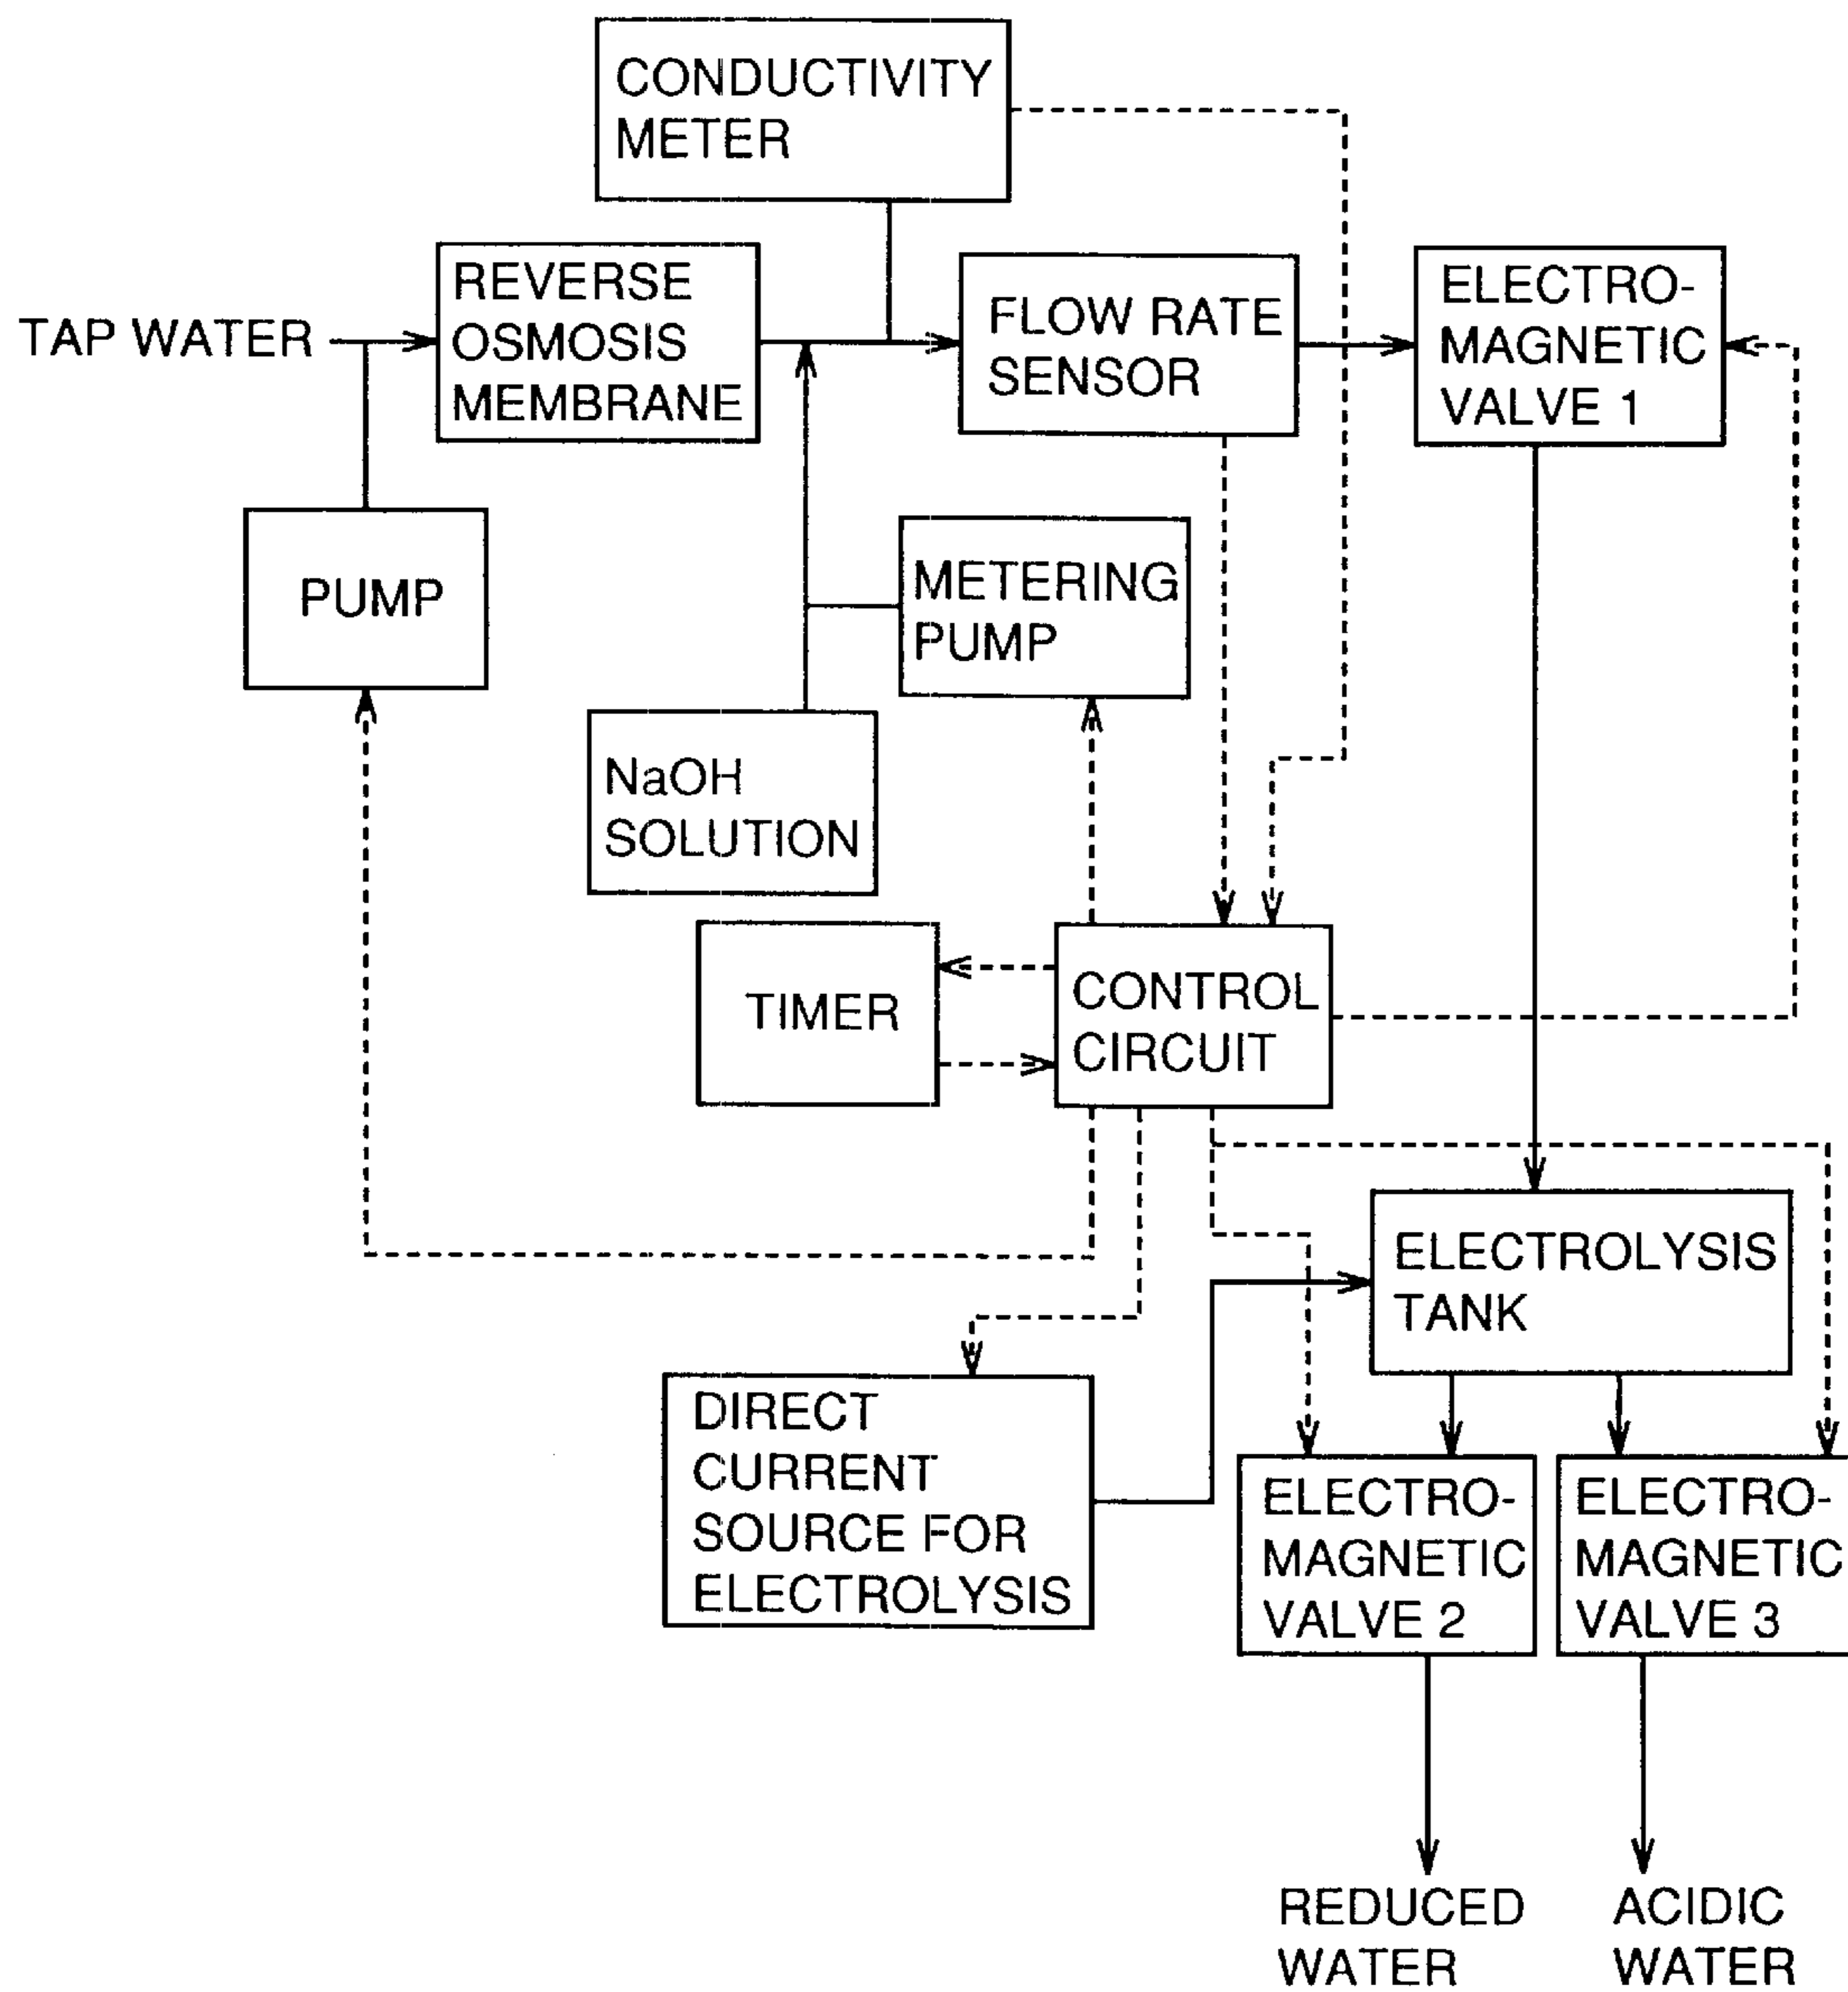 CONDUCTIVITY
METER
TAP WATER
REVERSE
OSMOSIS
MEMBRANE
FLOW RATE
SENSOR
ELECTRO-
MAGNETIC
VALVE 1
PUMP
METERING
PUMP
NaOH
SOLUTION
TIMER
CONTROL
CIRCUIT
ELECTROLYSIS
TANK
DIRECT
CURRENT
SOURCE FOR
ELECTROLYSIS
ELECTRO-
MAGNETIC
VALVE 2
ELECTRO-
MAGNETIC
VALVE 3
REDUCED
WATER
ACIDIC
WATER